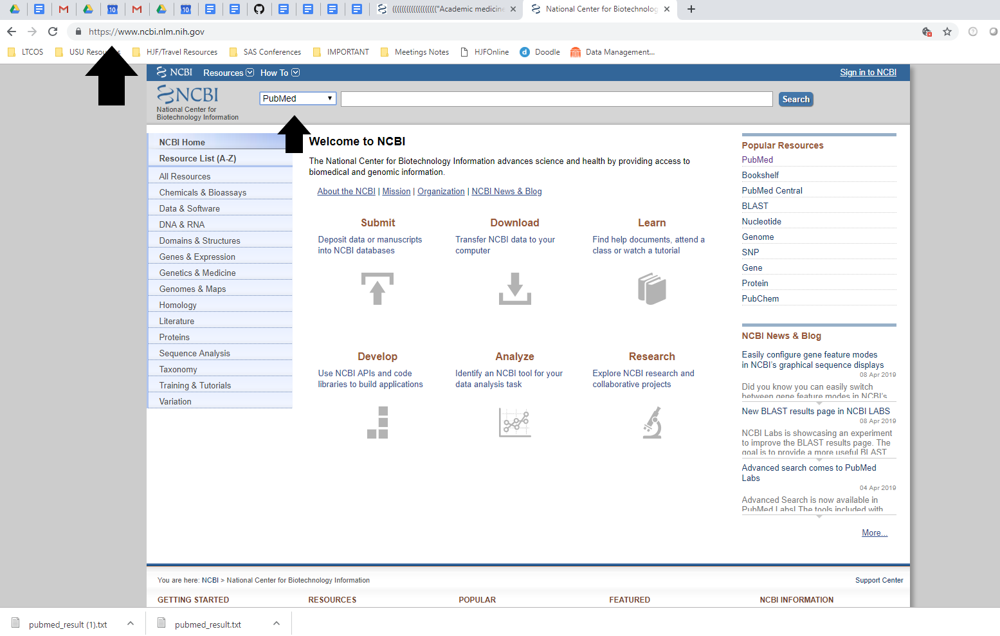 10
10
(((((((((((((((((((("Academic medicine
National Center for Biotechnolog
https://www.ncbi.nlm.nih.gov
LTCOS
USU Resou
HJF/Travel Resources
SAS Conferences
IMPORTANT
Meetings Notes
HJFOnline
d Doodle
Data Management...
NCBI Resources How To Sign in to NCBI
NCBI
National Center for
Biotechnology Information
PubMed
Search
NCBI Home
Resource List (A-Z)
All Resources
Chemicals & Bioassays
Data & Software
DNA & RNA
Domains & Structures
Genes & Expression
Genetics & Medicine
Genomes & Maps
Homology
Literature
Proteins
Sequence Analysis
Taxonomy
Training & Tutorials
Variation
Welcome to NCBI
The National Center for Biotechnology Information advances science and health by providing access to
biomedical and genomic information.
About the NCBI | Mission | Organization | NCBI News & Blog
Submit
Deposit data or manuscripts
into NCBI databases
Download
Transfer NCBI data to your
computer
Learn
Find help documents, attend a
class or watch a tutorial
Develop
Use NCBI APIs and code
libraries to build applications
Analyze
Identify an NCBI tool for your
data analysis task
Research
Explore NCBI research and
collaborative projects
Popular Resources
PubMed
Bookshelf
PubMed Central
BLAST
Nucleotide
Genome
SNP
Gene
Protein
PubChem
NCBI News & Blog
Easily configure gene feature modes
in NCBI's graphical sequence displays
08 Apr 2019
Did you know you can easily switch
between gene feature modes in NCBI's
New BLAST results page in NCBI LABS
08 Apr 2019
NCBI Labs is showcasing an experiment
to improve the BLAST results page. The
goal is to provide a more useful BLAST
Advanced search comes to PubMed
Labs
04 Apr 2019
Advanced Search is now available in
PubMed Labs! The tools included with
More...
You are here: NCBI > National Center for Biotechnology Information
Support Center
GETTING STARTED
RESOURCES
POPULAR
FEATURED
NCBI INFORMATION
pubmed_result (1).txt
pubmed_result.txt